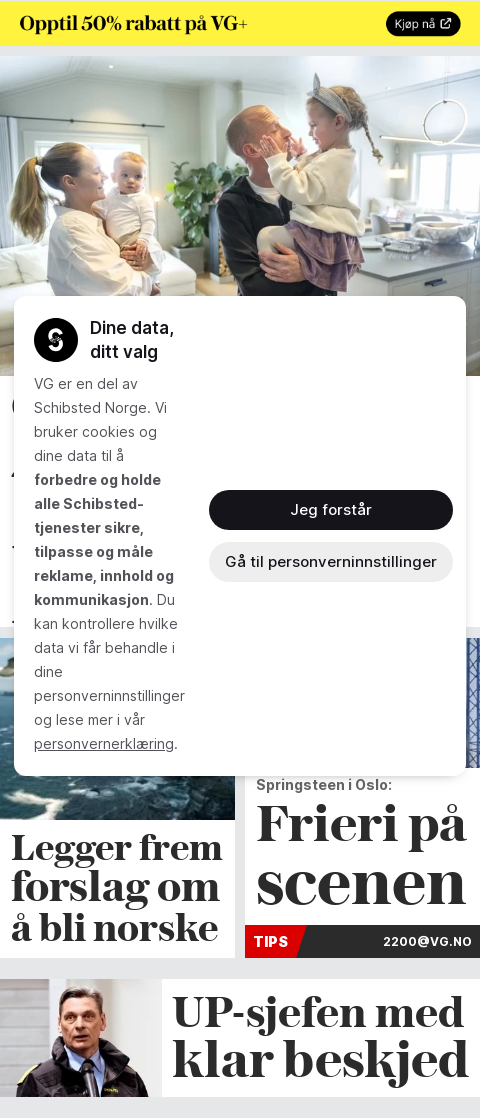 Opptil 50% rabatt på VG+
Kjøp nå
Dine data,
ditt valg
VG er en del av
Schibsted Norge. Vi
bruker cookies og
dine data til å
forbedre og holde
alle Schibsted-
tjenester sikre,
tilpasse og måle
reklame, innhold og
kommunikasjon. Du
kan kontrollere hvilke
data vi får behandle i
dine
personverninnstillinger
og lese mer i vår
personvernerklæring.
Jeg forstår
Gå til personverninnstillinger
Legger frem
forslag om
å bli norske
Springsteen i Oslo:
Frieri på
scenen
TIPS
2200@VG.NO
UP-sjefen med
klar beskjed